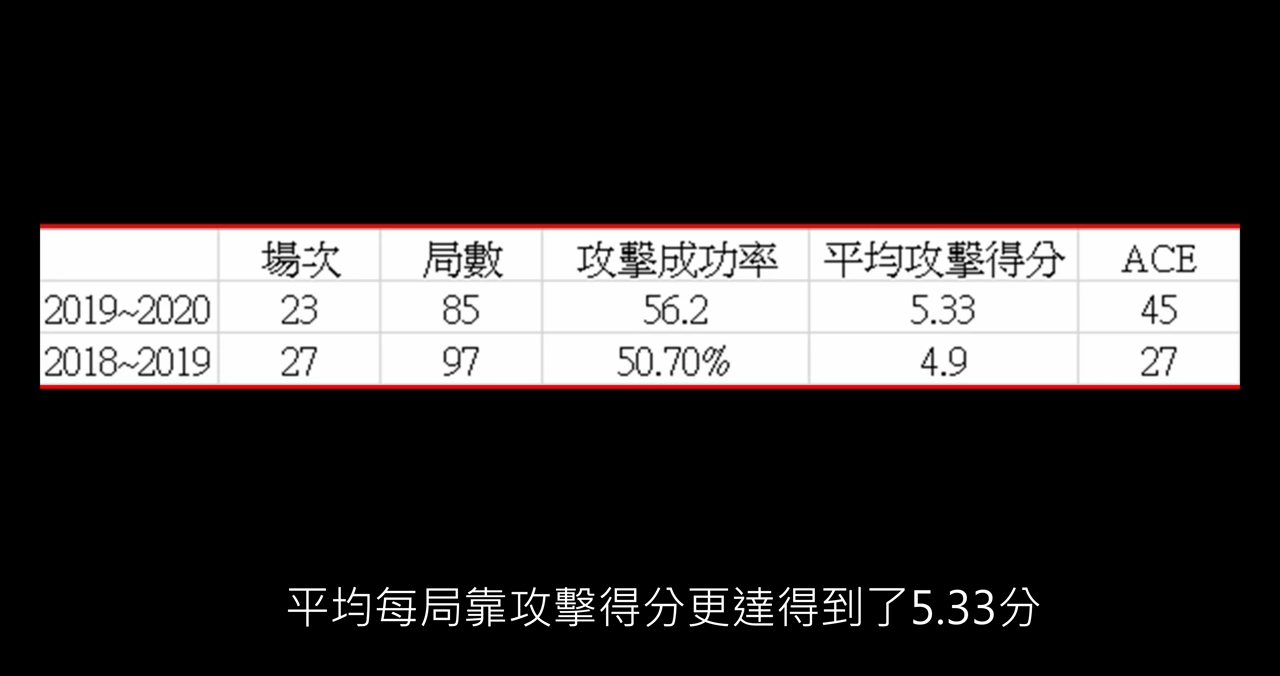 場次 局數 攻擊成功率 平均攻擊得分 ACE
2019~2020 23 85 56.2 5.33 45
2018~2019 27 97 50.70% 4.9 27
平均每局靠攻擊得分更達得到了5.33分